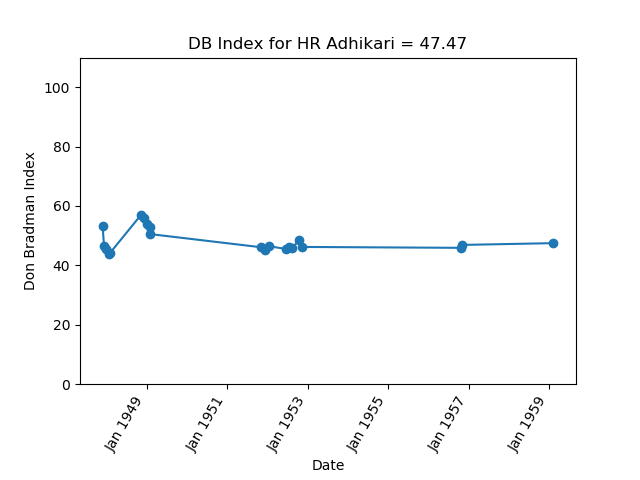 DB Index for HR Adhikari = 47.47
100
80
60
40
20
0
Don Bradman Index
Jan 1949
Jan 1951
Jan 1953
Jan 1955
Jan 1957
Jan 1959
Date